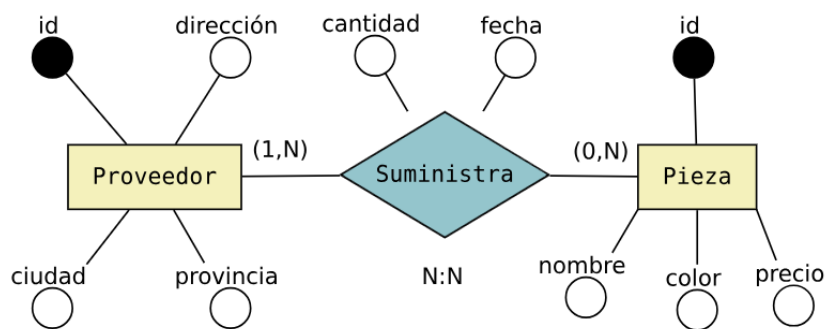 id
dirección
cantidad
fecha
id
Proveedor
(1,N)
Suministra
(0,N)
Pieza
ciudad
provincia
N:N
nombre
color
precio